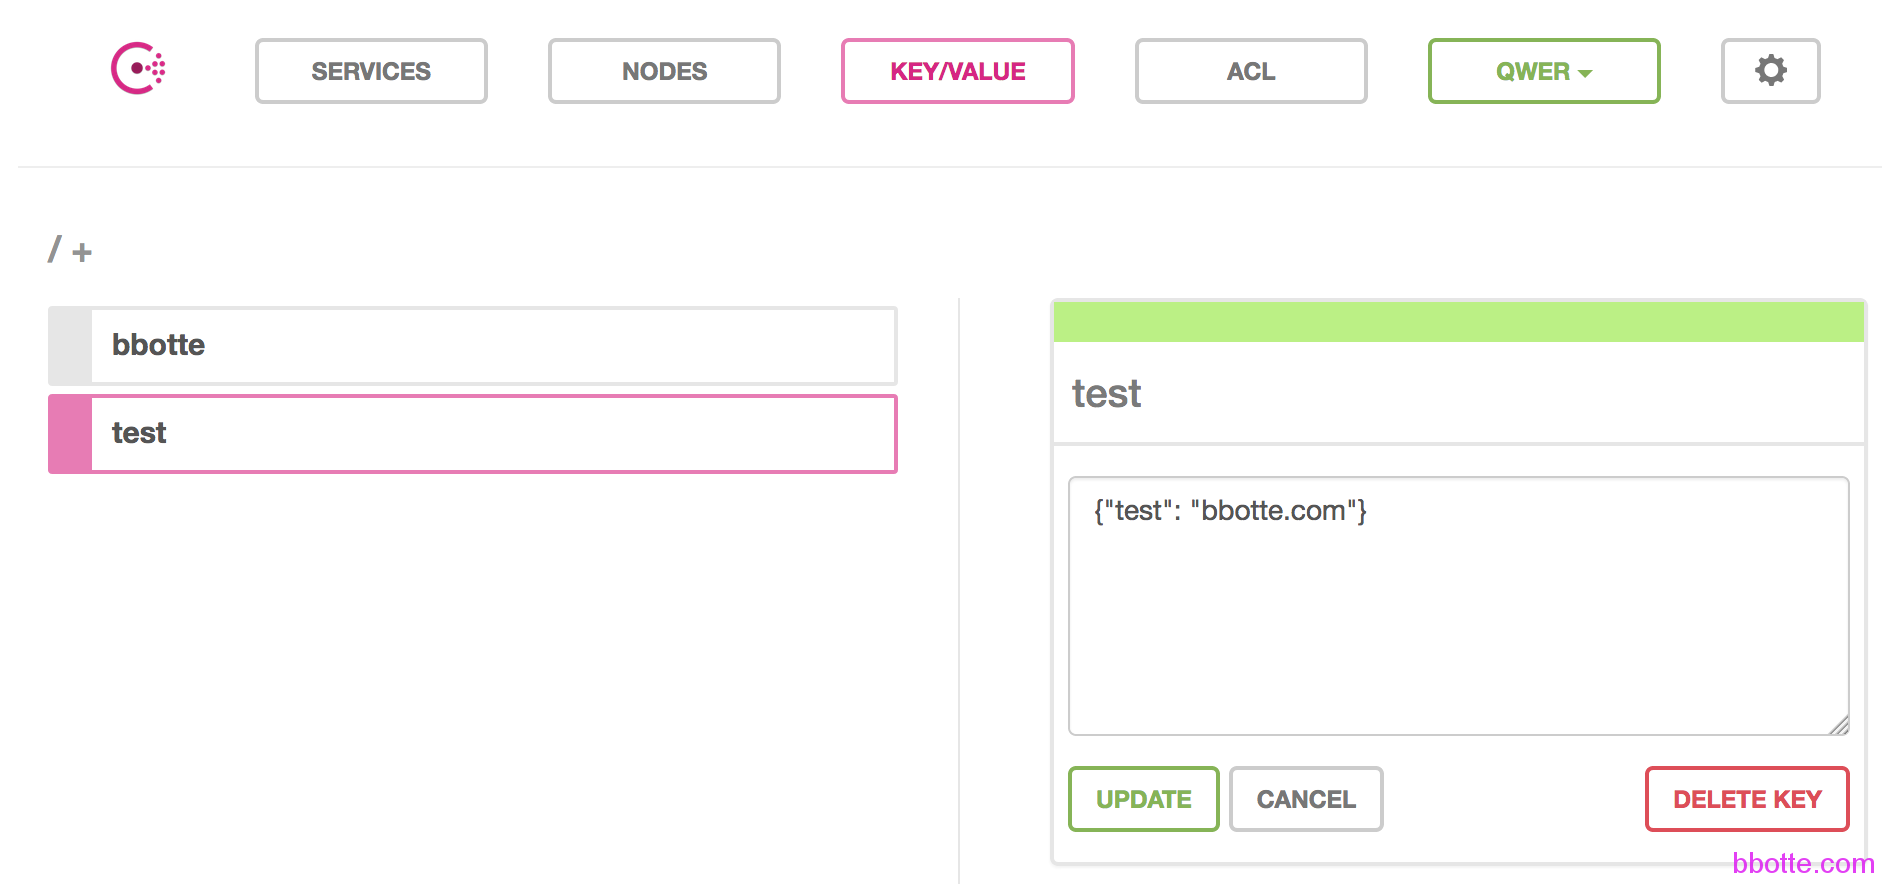 SERVICES NODES KEY/VALUE ACL QWER
/ +
bbotte
test
test
{"test": "bbotte.com"}
UPDATE CANCEL DELETE KEY
bbotte.com